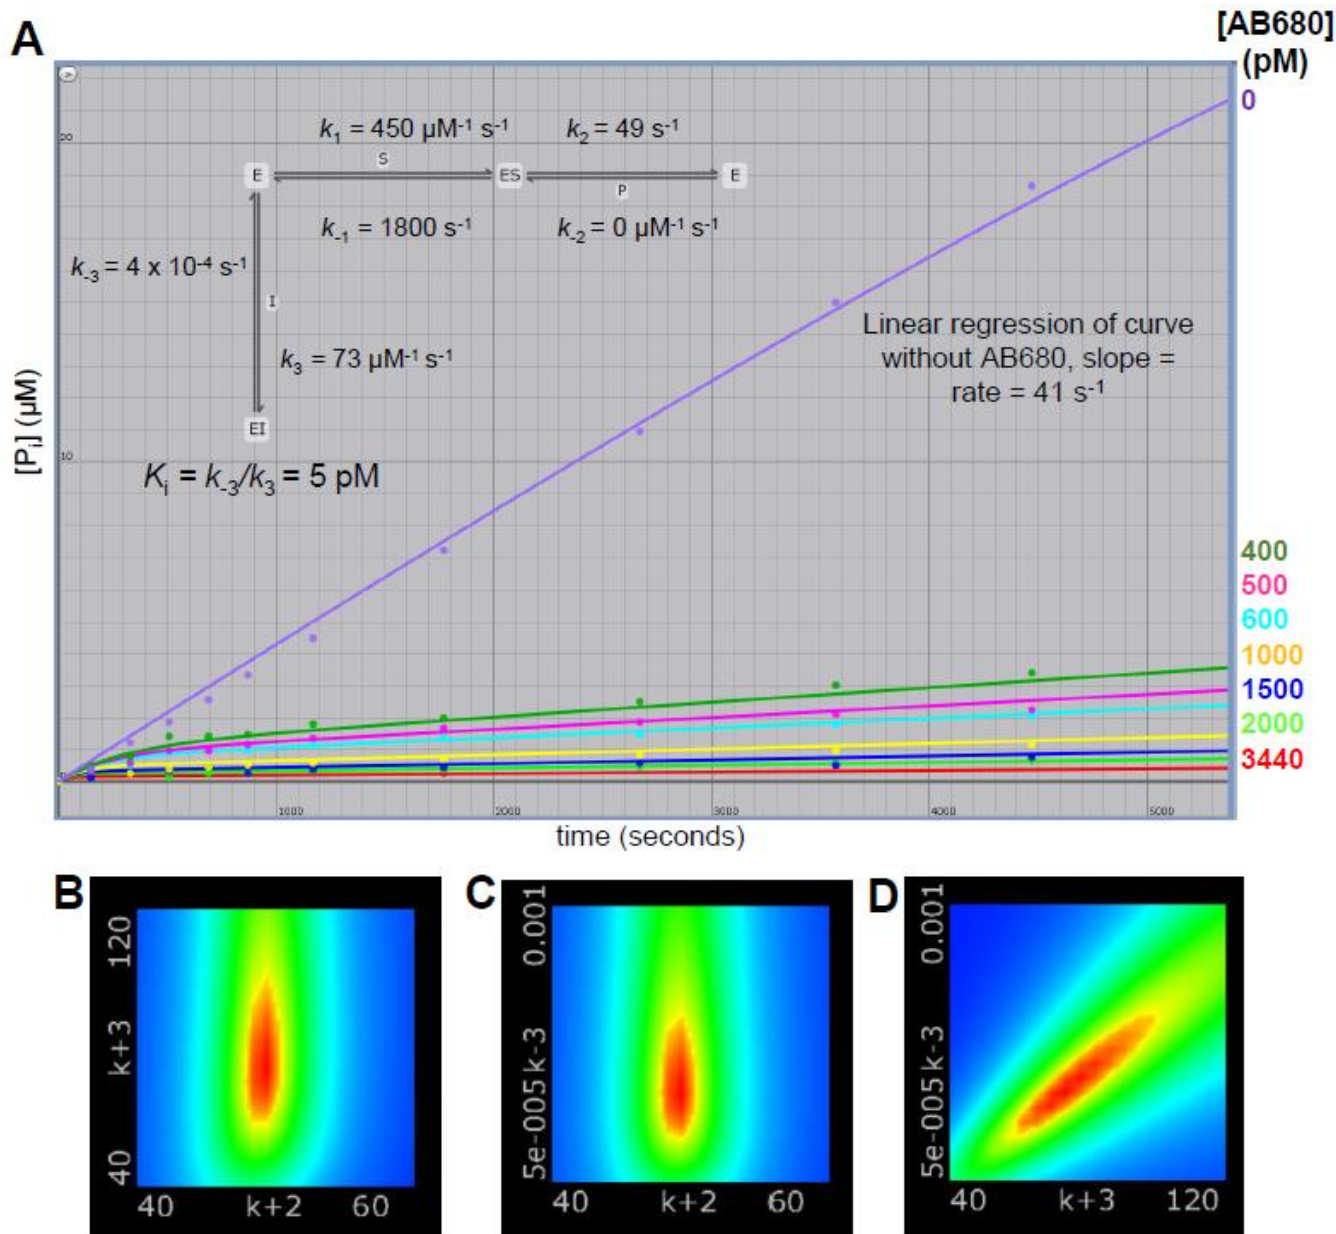 A
[AB680]
(pM)
>
0
20
k₁ = 450 µM⁻¹ s⁻¹
k₂ = 49 s⁻¹
S
E
ES
E
P
k₋₁ = 1800 s⁻¹
k₋₂ = 0 µM⁻¹ s⁻¹
k₋₃ = 4 x 10⁻⁴ s⁻¹
I
Linear regression of curve
without AB680, slope =
rate = 41 s⁻¹
k₃ = 73 µM⁻¹ s⁻¹
EI
[Pᵢ] (µM)
10
Kᵢ = k₋₃/k₃ = 5 pM
400
500
600
1000
1500
2000
3440
0
1000
2000
3000
4000
5000
time (seconds)
B
120
k+3
40
40
k+2
60
C
0.001
k-3
5e-005
40
k+2
60
D
0.001
k-3
5e-005
40
k+3
120